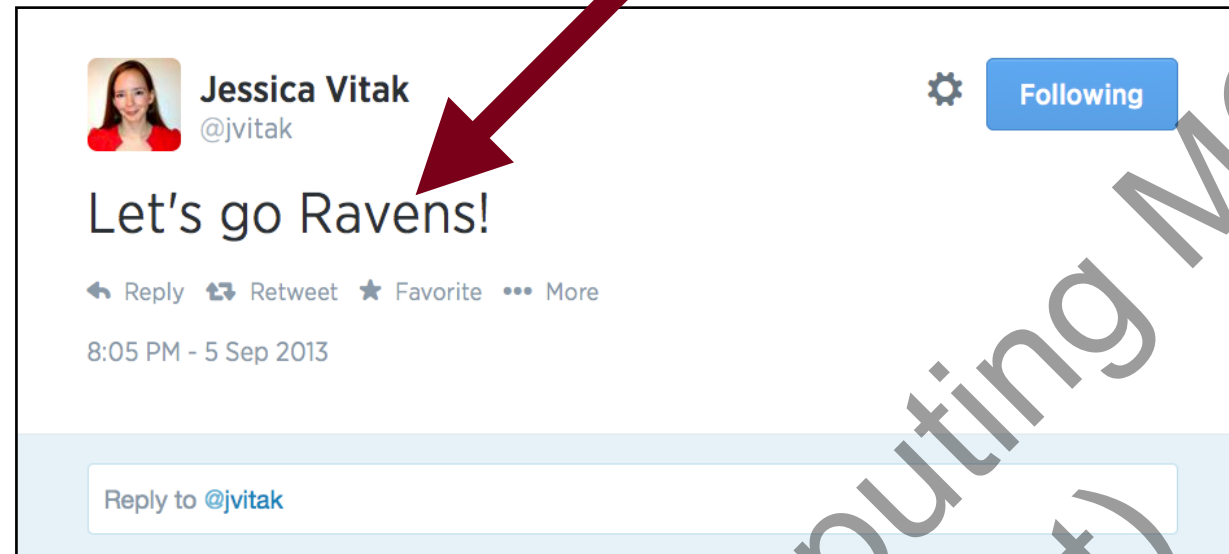 Jessica Vitak
@jvitak
Following
Let's go Ravens!
Reply Retweet Favorite ••• More
8:05 PM - 5 Sep 2013
Reply to @jvitak